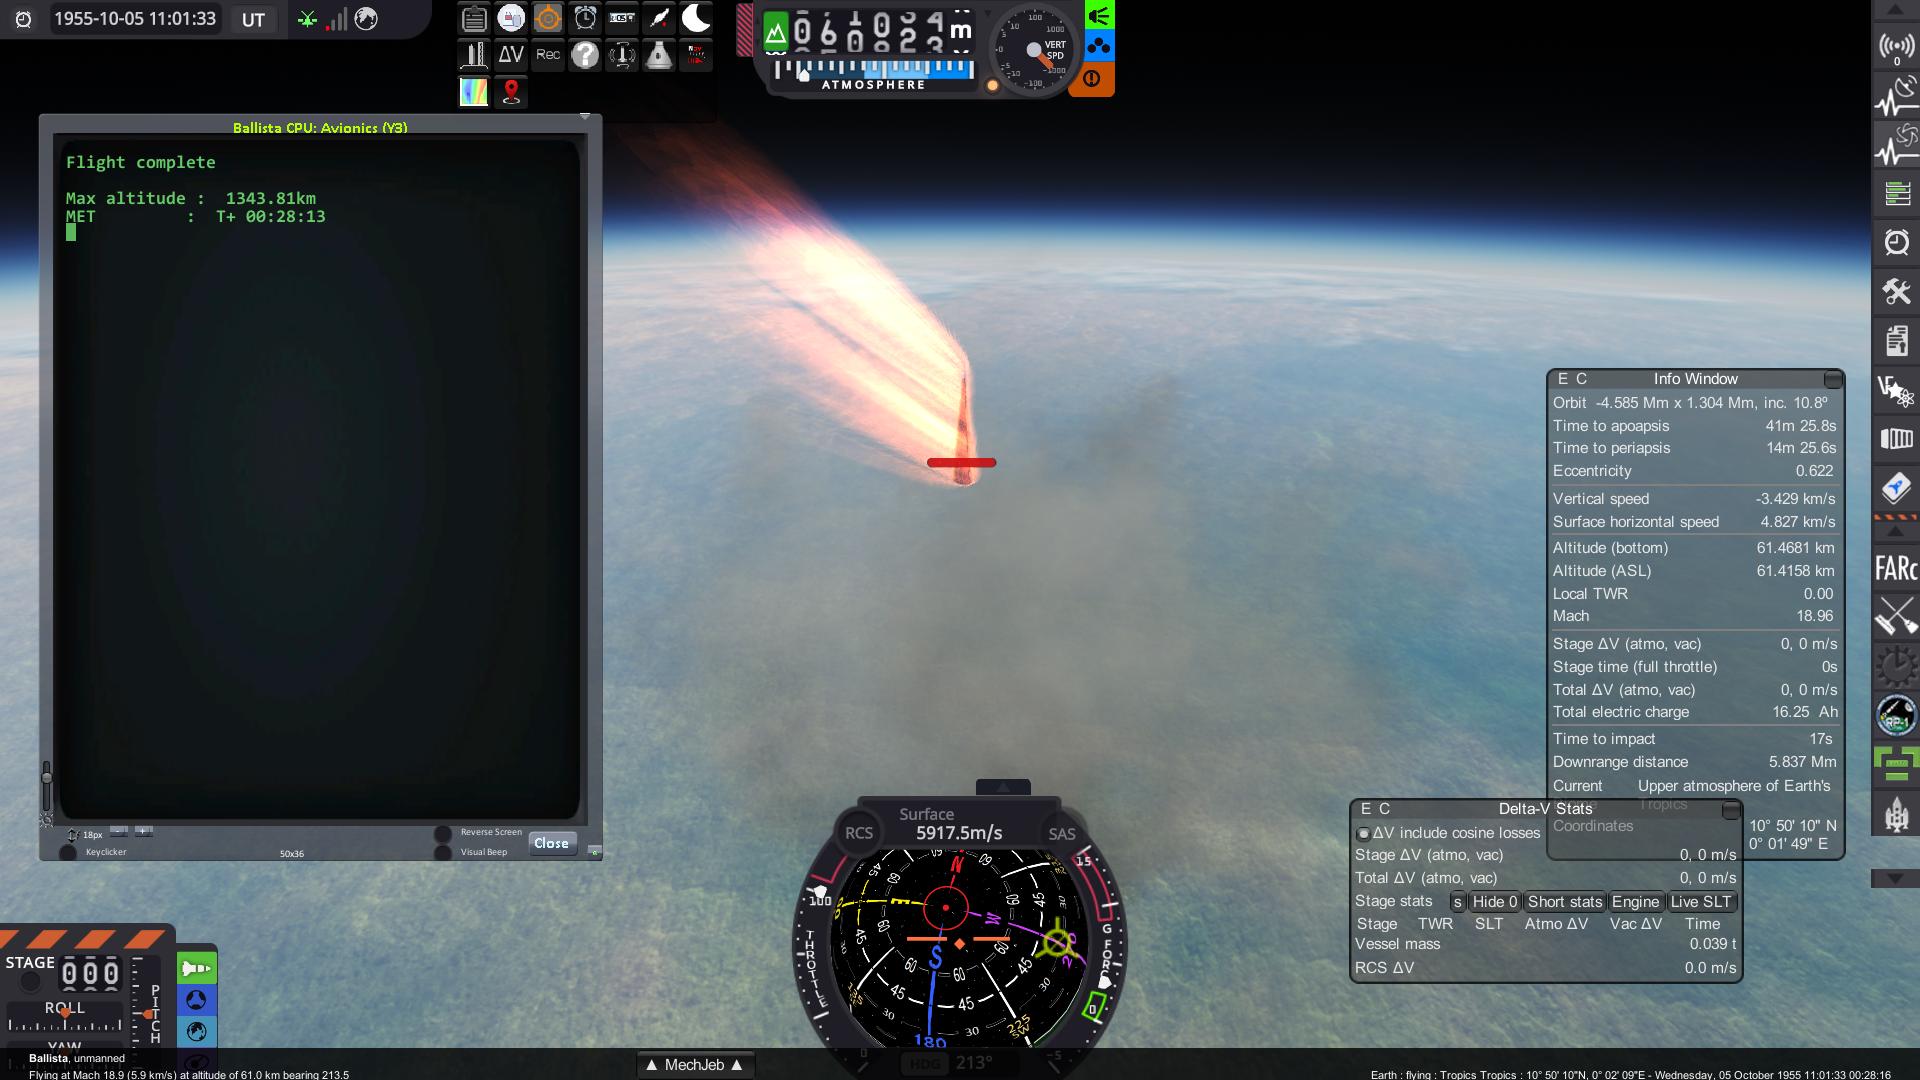 1955-10-05 11:01:33 UT
ΔV Rec
061023 m
ATMOSPHERE
VERT SPD
Ballista CPU: Avionics (Y3)
Flight complete
Max altitude : 1343.81km
MET : T+ 00:28:13
18px
Keyclicker
50x36
Reverse Screen
Visual Beep
Close
E C Info Window
Orbit -4.585 Mm x 1.304 Mm, inc. 10.8º
Time to apoapsis 41m 25.8s
Time to periapsis 14m 25.6s
Eccentricity 0.622
Vertical speed -3.429 km/s
Surface horizontal speed 4.827 km/s
Altitude (bottom) 61.4681 km
Altitude (ASL) 61.4158 km
Local TWR 0.00
Mach 18.96
Stage ΔV (atmo, vac) 0, 0 m/s
Stage time (full throttle) 0s
Total ΔV (atmo, vac) 0, 0 m/s
Total electric charge 16.25 Ah
Time to impact 17s
Downrange distance 5.837 Mm
Current Upper atmosphere of Earth's
Tropics
Coordinates 10° 50' 10" N
0° 01' 49" E
E C Delta-V Stats
ΔV include cosine losses
Stage ΔV (atmo, vac) 0, 0 m/s
Total ΔV (atmo, vac) 0, 0 m/s
Stage stats s Hide 0 Short stats Engine Live SLT
Stage TWR SLT Atmo ΔV Vac ΔV Time
Vessel mass 0.039 t
RCS ΔV 0.0 m/s
0
FARc
RP-1
Surface
RCS 5917.5m/s SAS
THROTTLE
100
G FORCE
15
-5
HDG 213°
STAGE 000
ROLL
PITCH
YAW
▲ MechJeb ▲
Ballista, unmanned
Flying at Mach 18.9 (5.9 km/s) at altitude of 61.0 km bearing 213.5
Earth : flying : Tropics Tropics : 10° 50' 10"N, 0° 02' 09"E - Wednesday, 05 October 1955 11:01:33 00:28:16